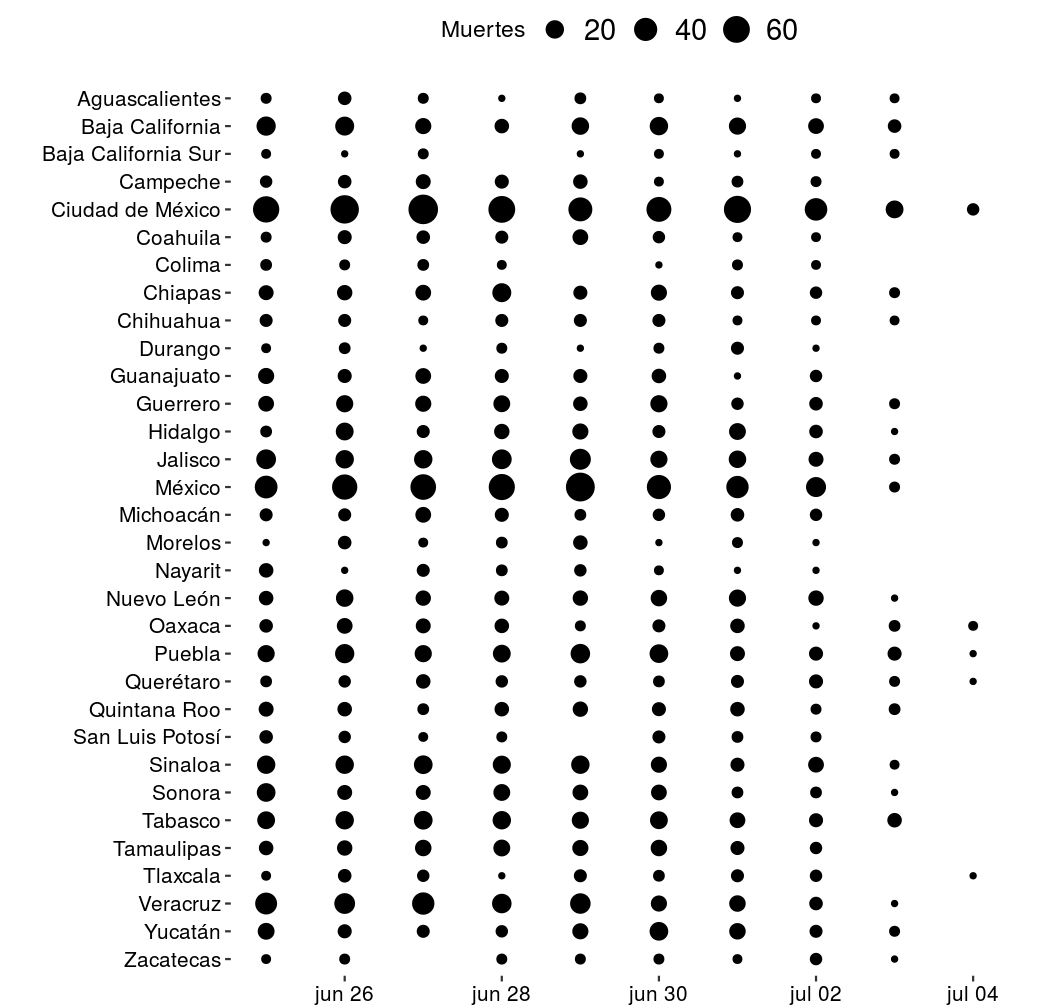 Muertes 20 40 60
Aguascalientes
Baja California
Baja California Sur
Campeche
Ciudad de México
Coahuila
Colima
Chiapas
Chihuahua
Durango
Guanajuato
Guerrero
Hidalgo
Jalisco
México
Michoacán
Morelos
Nayarit
Nuevo León
Oaxaca
Puebla
Querétaro
Quintana Roo
San Luis Potosí
Sinaloa
Sonora
Tabasco
Tamaulipas
Tlaxcala
Veracruz
Yucatán
Zacatecas
jun 26 jun 28 jun 30 jul 02 jul 04